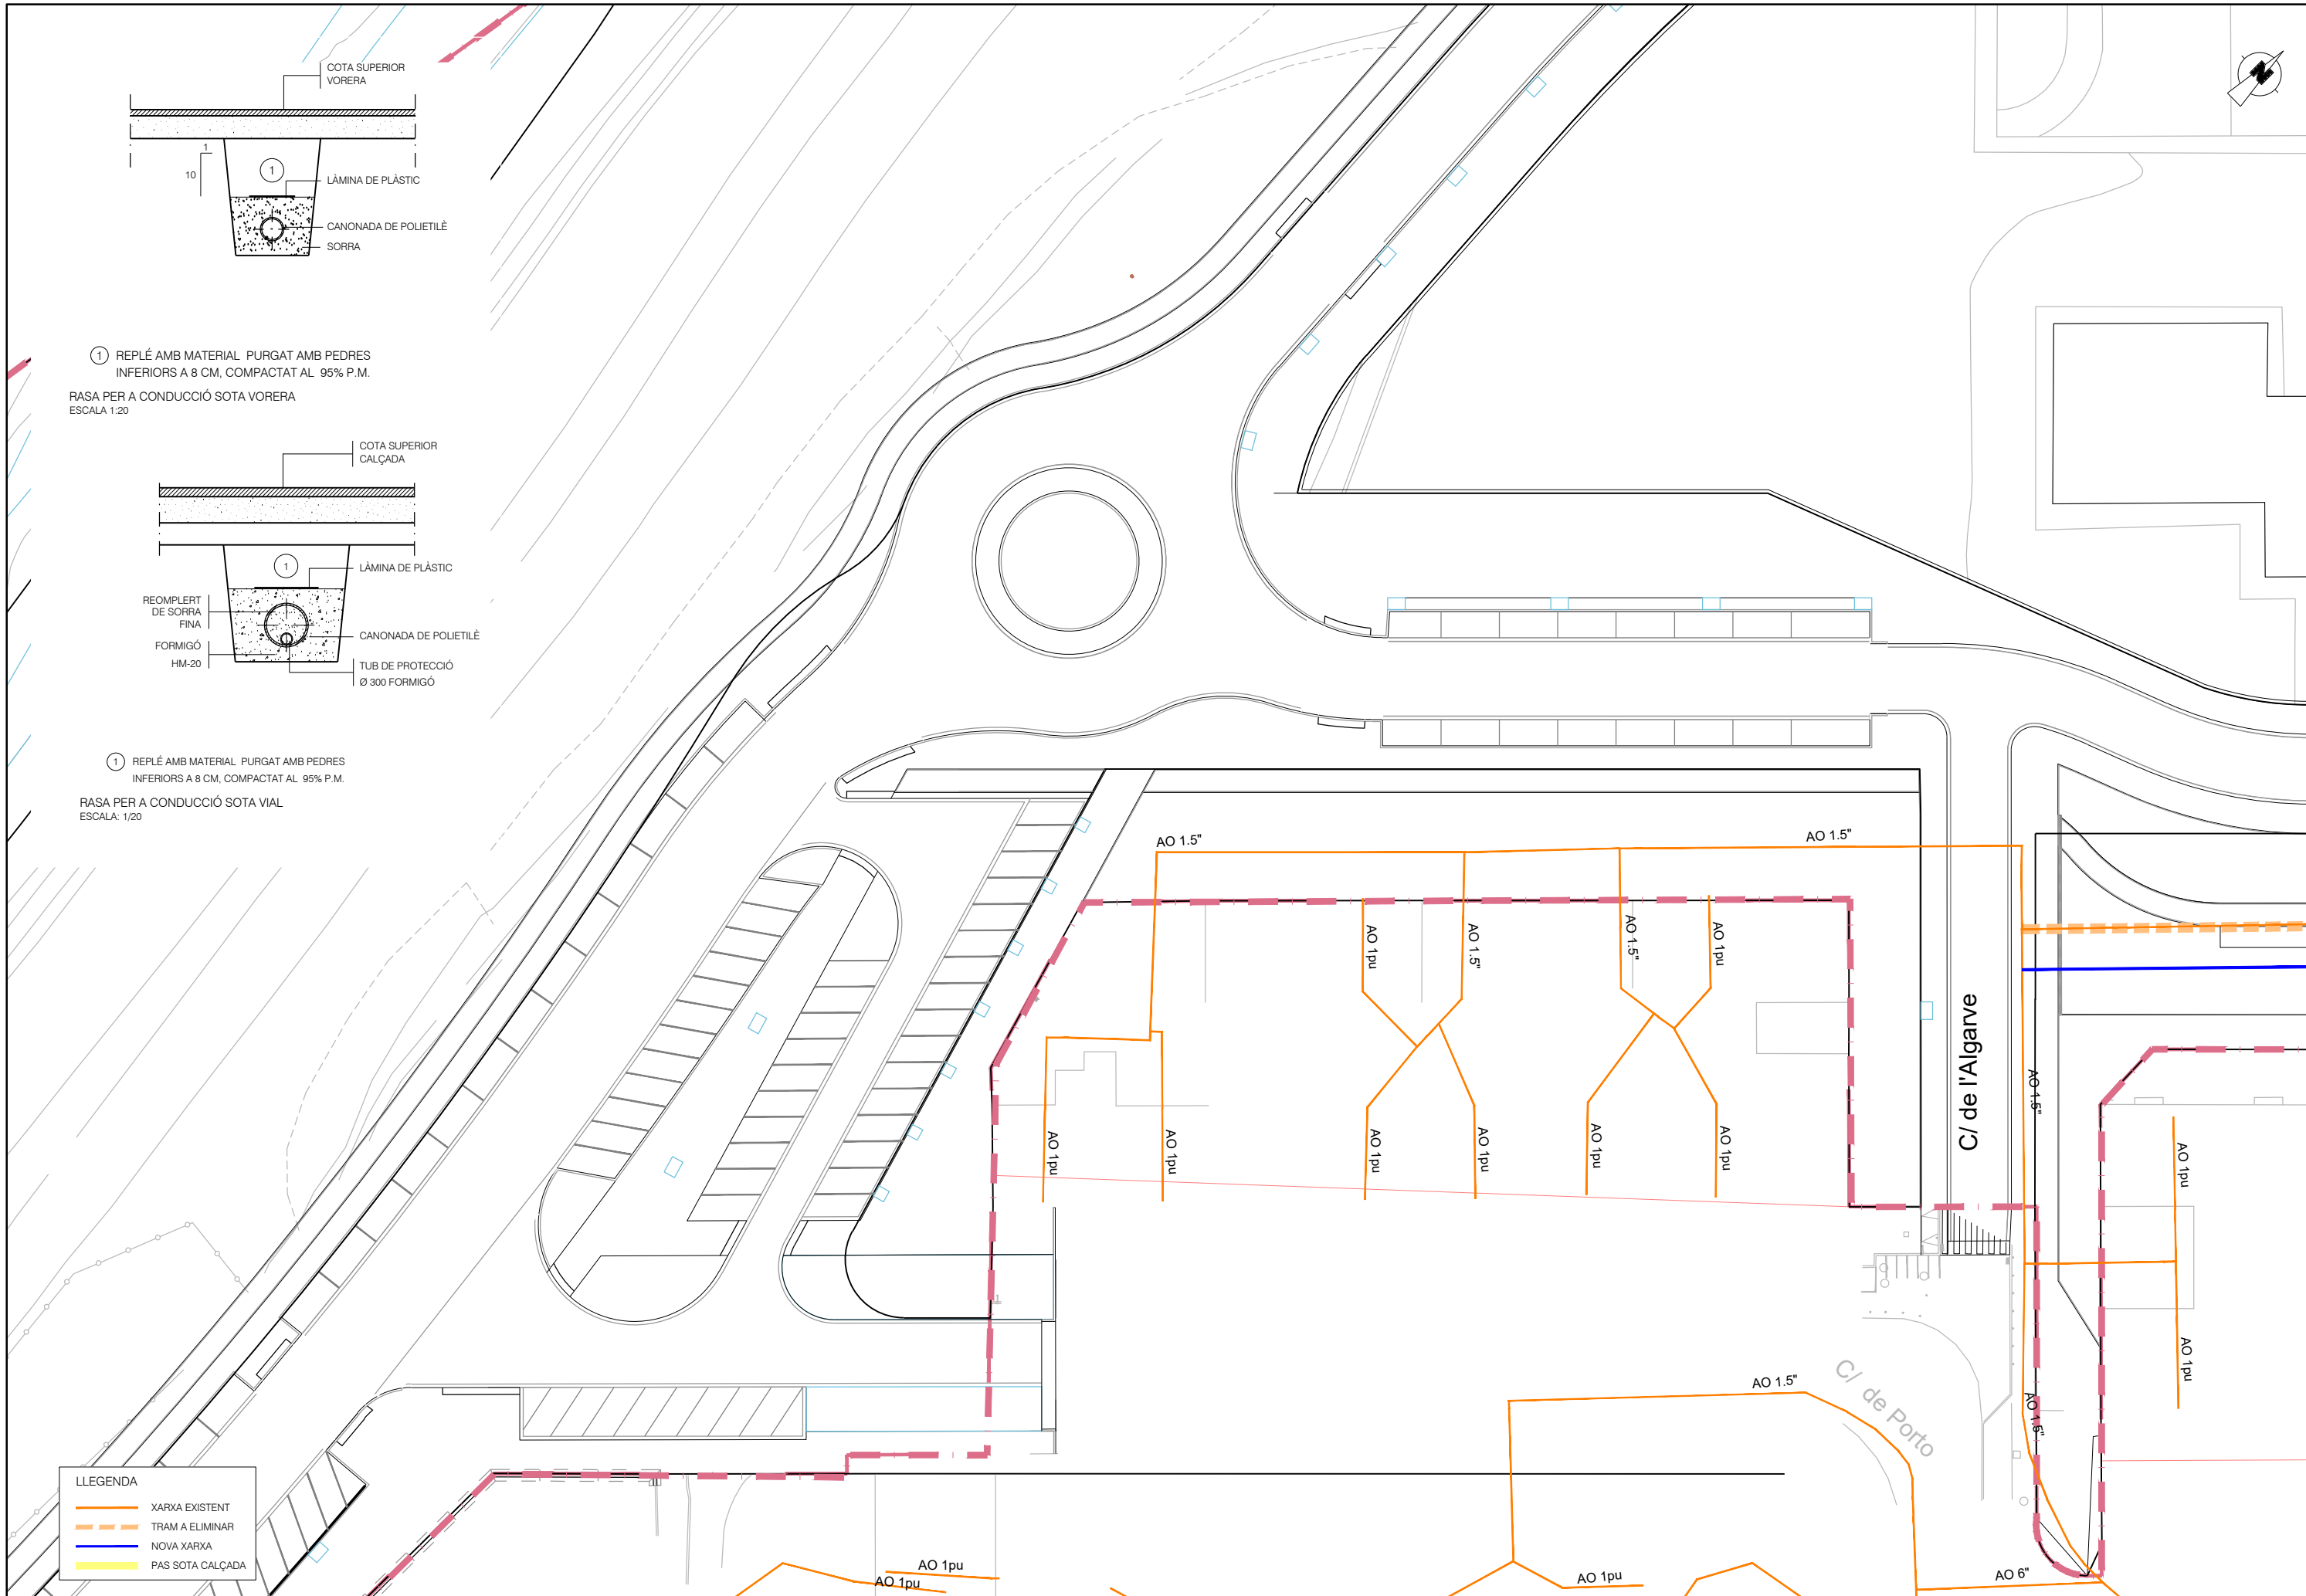 COTA SUPERIOR
VORERA
1
10
1
LÀMINA DE PLÀSTIC
CANONADA DE POLIETILÈ
SORRA
1 REPLÉ AMB MATERIAL PURGAT AMB PEDRES
INFERIORS A 8 CM, COMPACTAT AL 95% P.M.
RASA PER A CONDUCCIÓ SOTA VORERA
ESCALA 1:20
COTA SUPERIOR
CALÇADA
1
LÀMINA DE PLÀSTIC
REOMPLERT
DE SORRA
FINA
CANONADA DE POLIETILÈ
FORMIGÓ
HM-20
TUB DE PROTECCIÓ
Ø 300 FORMIGÓ
1 REPLÉ AMB MATERIAL PURGAT AMB PEDRES
INFERIORS A 8 CM, COMPACTAT AL 95% P.M.
RASA PER A CONDUCCIÓ SOTA VIAL
ESCALA: 1/20
N
AO 1.5"
AO 1.5"
AO 1pu
AO 1.5"
AO 1.5"
AO 1pu
C/ de l'Algarve
AO 1.5"
AO 1pu
AO 1pu
AO 1pu
AO 1pu
AO 1pu
AO 1pu
AO 1pu
AO 1pu
AO 1.5"
C/ de Porto
AO 1.5"
AO 1pu
AO 1pu
AO 1pu
AO 6"
LLEGENDA
XARXA EXISTENT
TRAM A ELIMINAR
NOVA XARXA
PAS SOTA CALÇADA